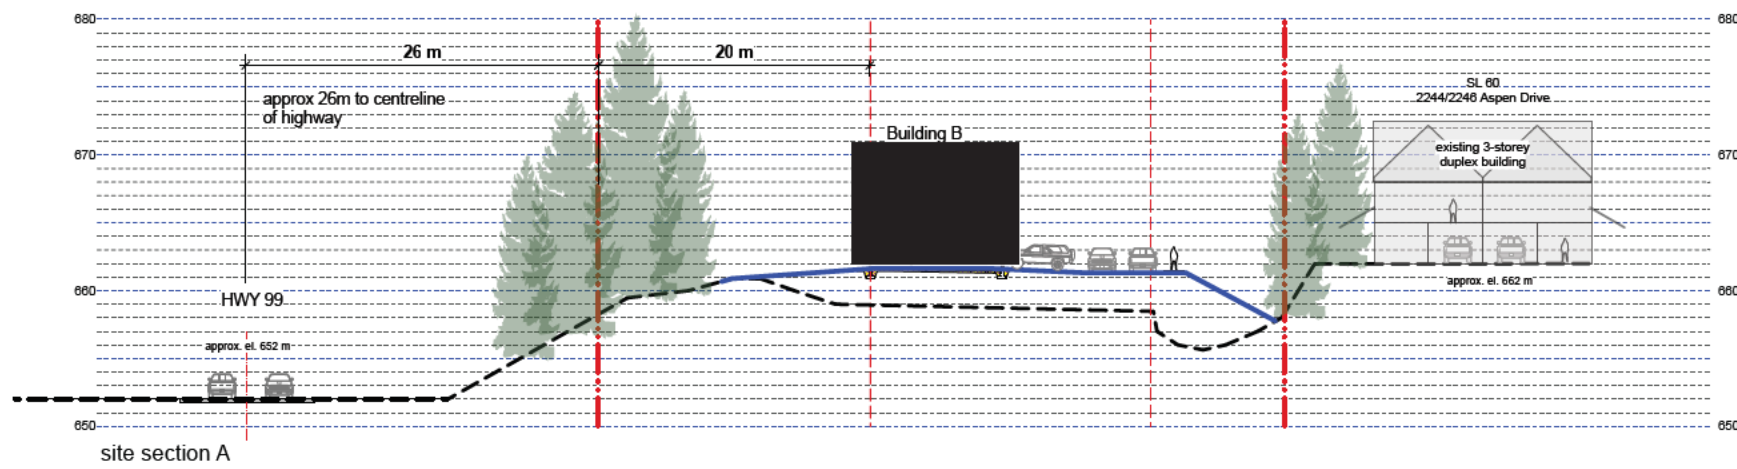 680
680
26 m
20 m
approx 26m to centreline
of highway
SL 60
2244/2246 Aspen Drive
Building B
existing 3-storey
duplex building
670
670
660
660
HWY 99
approx. el. 662 m
approx. el. 652 m
650
650
site section A